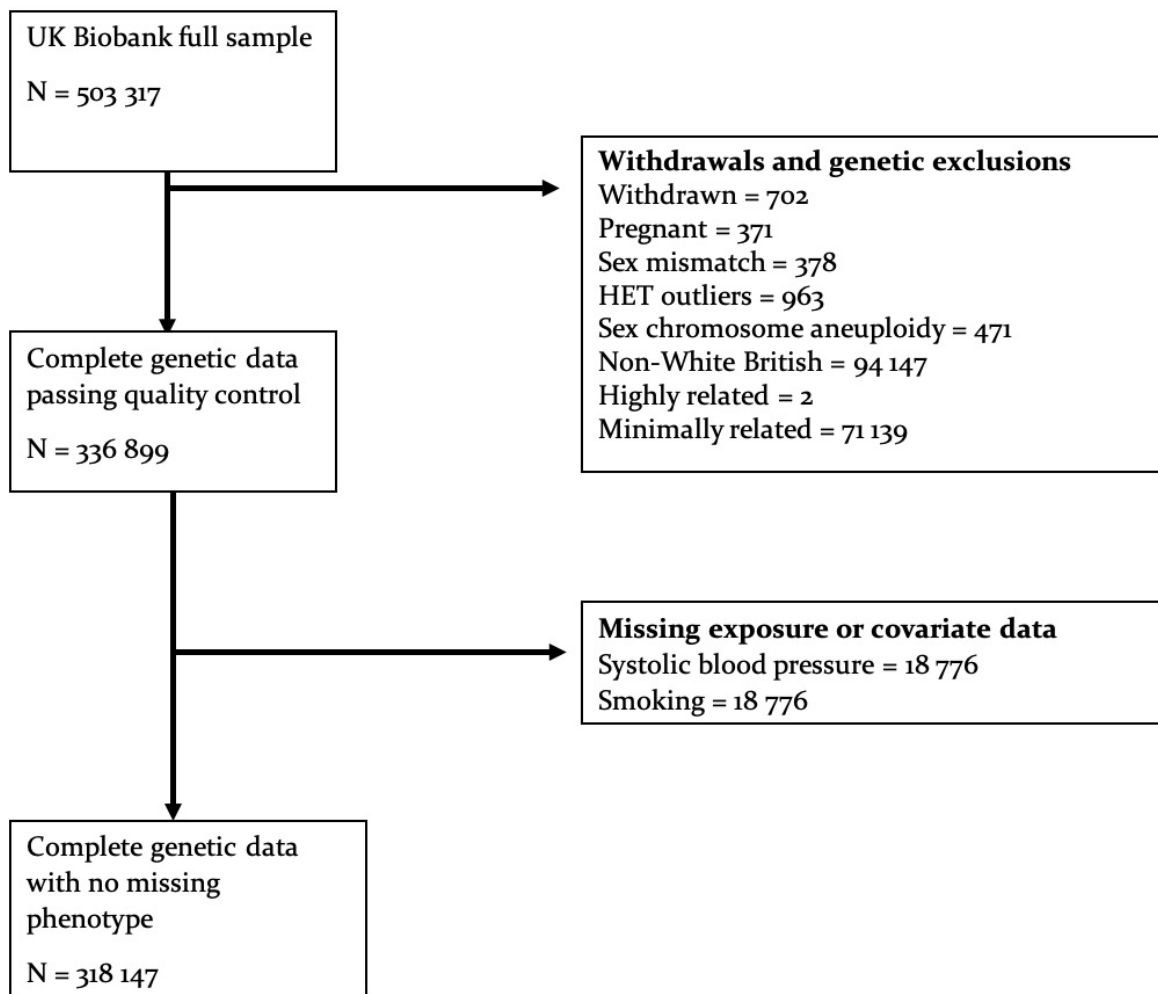 UK Biobank full sample
N = 503 317
Withdrawals and genetic exclusions
Withdrawn = 702
Pregnant = 371
Sex mismatch = 378
HET outliers = 963
Sex chromosome aneuploidy = 471
Non-White British = 94 147
Highly related = 2
Minimally related = 71 139
Complete genetic data
passing quality control
N = 336 899
Missing exposure or covariate data
Systolic blood pressure = 18 776
Smoking = 18 776
Complete genetic data
with no missing
phenotype
N = 318 147